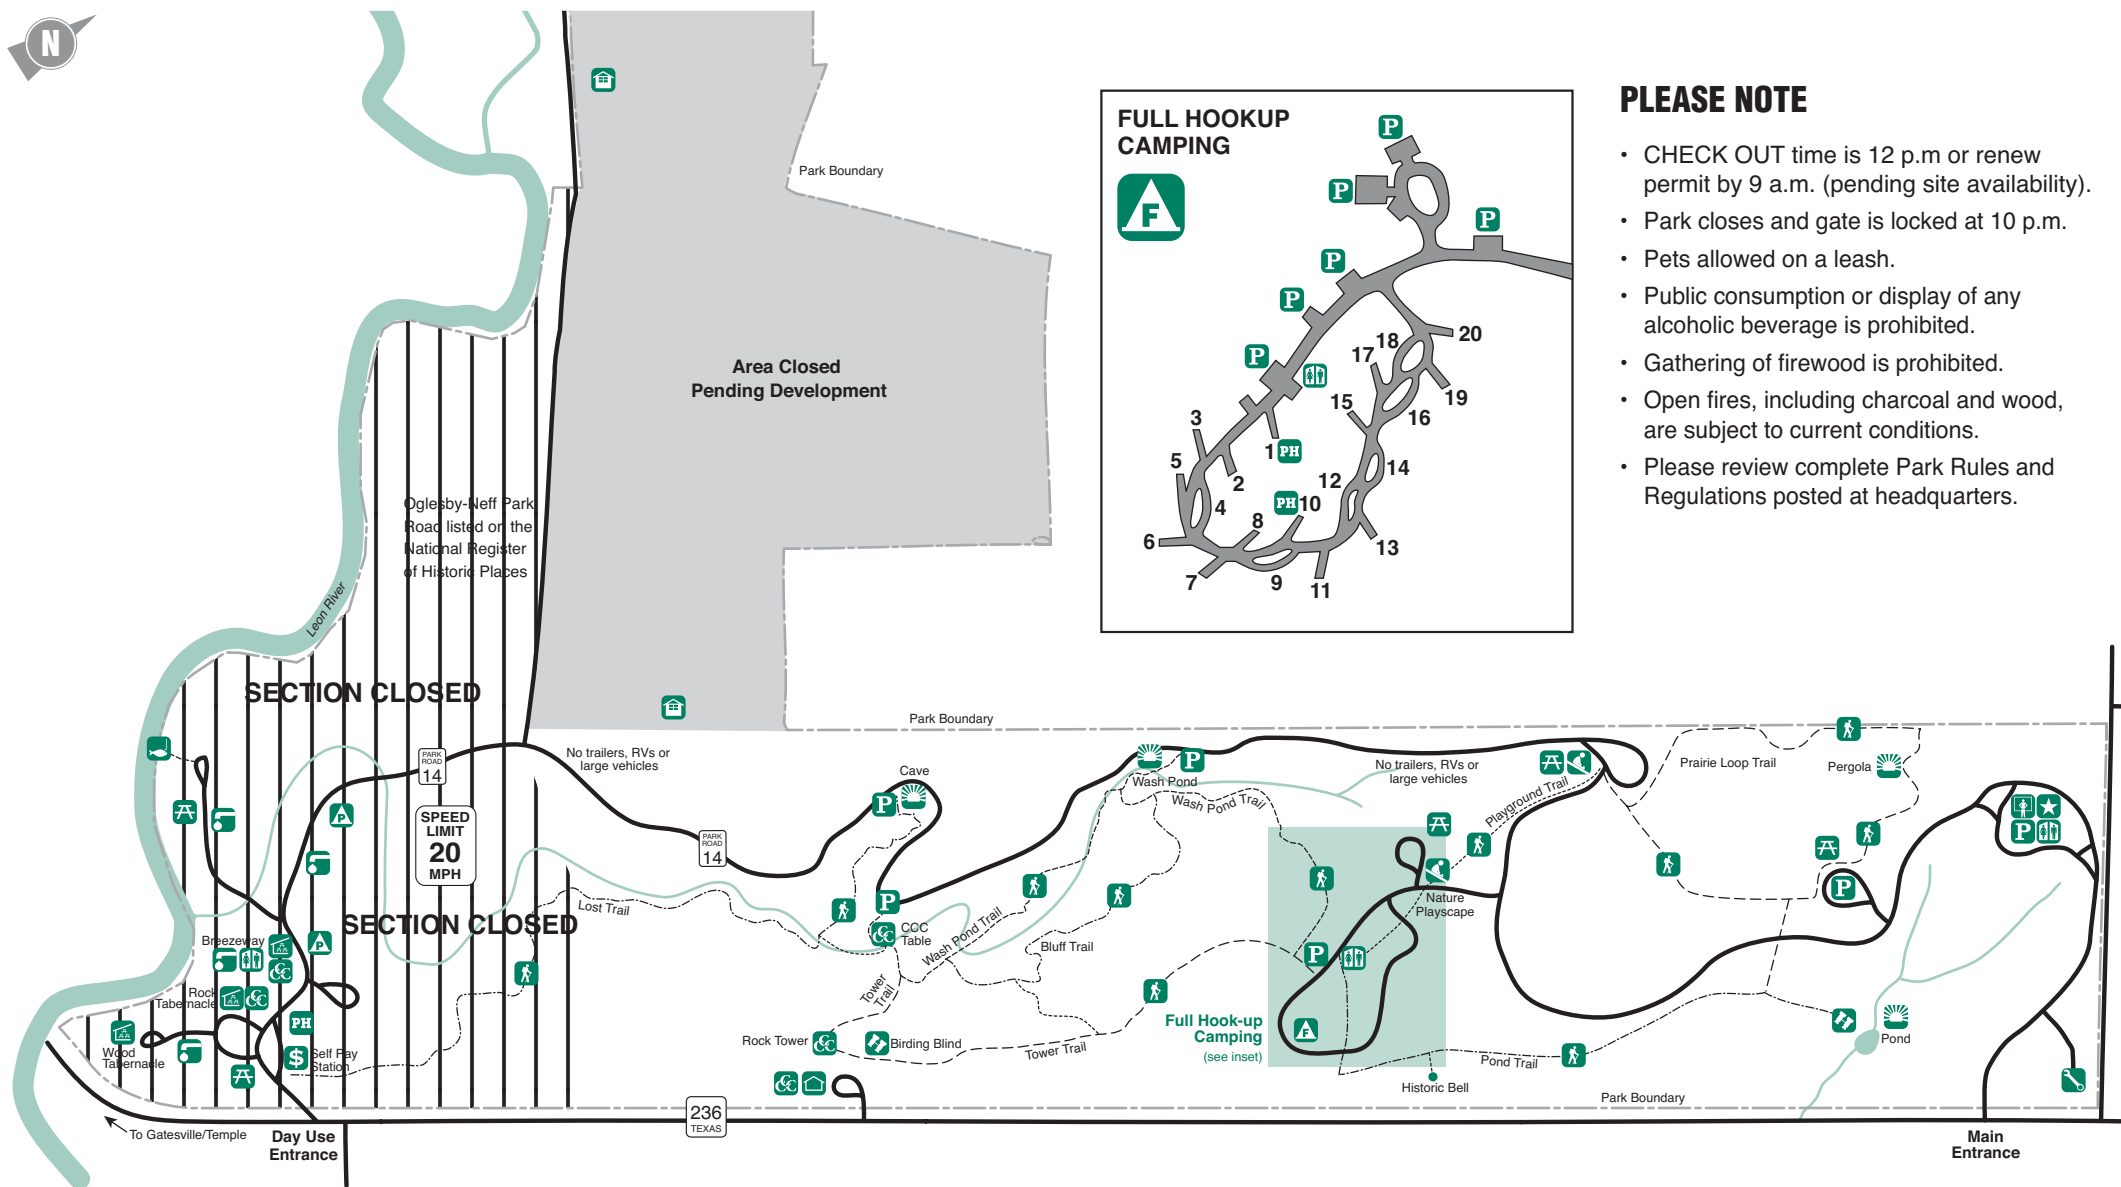 N
Park Boundary
Area Closed
Pending Development
FULL HOOKUP
CAMPING
F
P
P
P
P
P
P
20
18
17
19
15
16
3
1 PH
5
2
14
12
PH 10
4
8
13
6
7
9
11
PLEASE NOTE
• CHECK OUT time is 12 p.m or renew
permit by 9 a.m. (pending site availability).
• Park closes and gate is locked at 10 p.m.
• Pets allowed on a leash.
• Public consumption or display of any
alcoholic beverage is prohibited.
• Gathering of firewood is prohibited.
• Open fires, including charcoal and wood,
are subject to current conditions.
• Please review complete Park Rules and
Regulations posted at headquarters.
Oglesby-Neff Park
Road listed on the
National Register
of Historic Places
Leon River
SECTION CLOSED
Park Boundary
PARK
ROAD
14
No trailers, RVs or
large vehicles
SPEED
LIMIT
20
MPH
P
PARK
ROAD
14
Cave
P
Wash Pond
P
Wash Pond Trail
No trailers, RVs or
large vehicles
Playground Trail
Prairie Loop Trail
Pergola
P
P
SECTION CLOSED
Lost Trail
P
CCC
CCC
Table
Wash Pond Trail
Bluff Trail
Nature
Playscape
P
Breezeway
P
CCC
Rock
Tabernacle
CCC
Wood
Tabernacle
PH
$
Self Pay
Station
Tower
Trail
Rock Tower
CCC
Birding Blind
Tower Trail
Full Hook-up
Camping
(see inset)
F
Historic Bell
Pond Trail
Pond
CCC
Park Boundary
236
TEXAS
To Gatesville/Temple
Day Use
Entrance
Main
Entrance